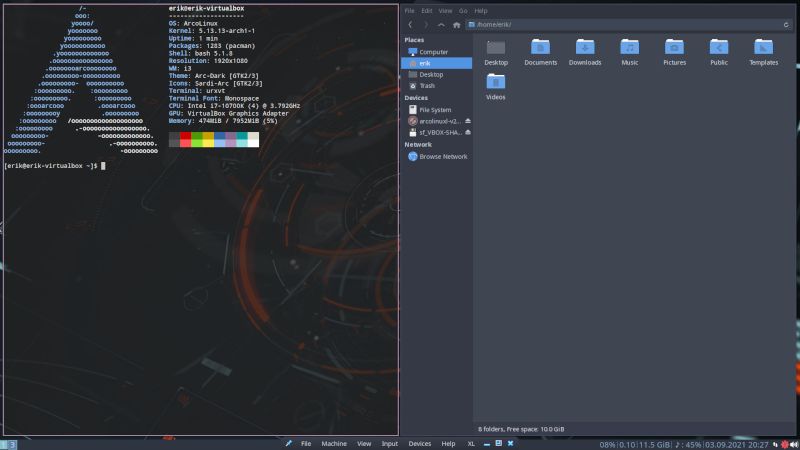 erik@erik-virtualbox
--------------------
OS: ArcoLinux
Kernel: 5.13.13-arch1-1
Uptime: 1 min
Packages: 1283 (pacman)
Shell: bash 5.1.8
Resolution: 1920x1080
WM: i3
Theme: Arc-Dark [GTK2/3]
Icons: Sardi-Arc [GTK2/3]
Terminal: urxvt
Terminal Font: Monospace
CPU: Intel i7-10700K (4) @ 3.792GHz
GPU: VirtualBox Graphics Adapter
Memory: 474MiB / 7952MiB (5%)
[erik@erik-virtualbox ~]$
File Edit View Go Help
/home/erik/
Places
Computer
erik
Desktop
Trash
Devices
File System
arcolinuxl-v2...
sf_VBOX-SHA...
Network
Browse Network
Desktop Documents Downloads Music Pictures Public Templates
Videos
8 folders, Free space: 10.0 GiB
1 3
File Machine View Input Devices Help XL
08% | 0.10 | 11.5 GiB | ♪: 45% | 03.09.2021 20:27